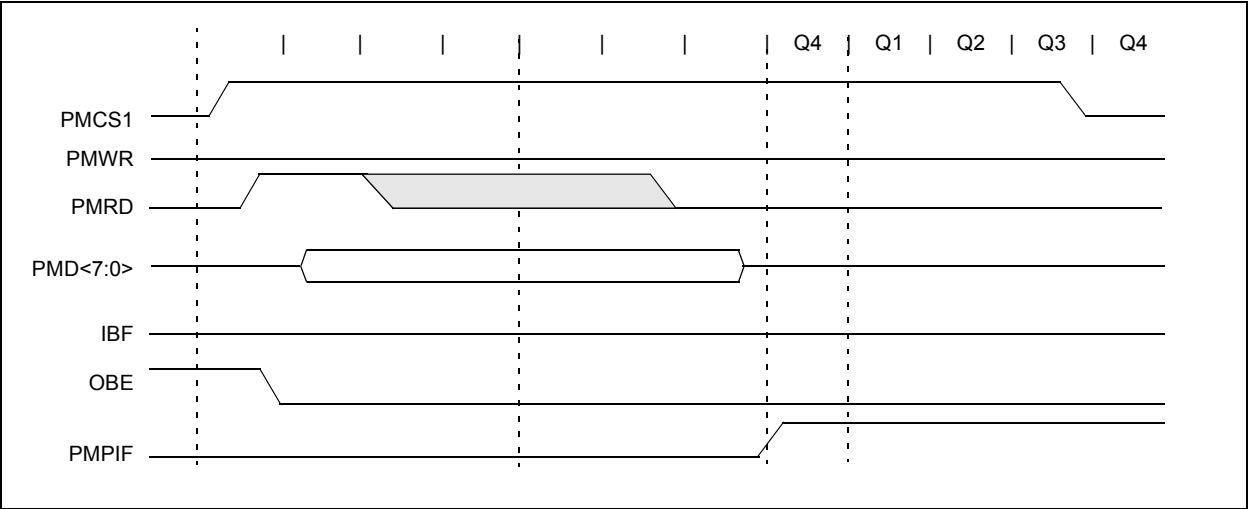 | | | | | | | Q4 | Q1 | Q2 | Q3 | Q4
PMCS1
PMWR
PMRD
PMD<7:0>
IBF
OBE
PMPIF